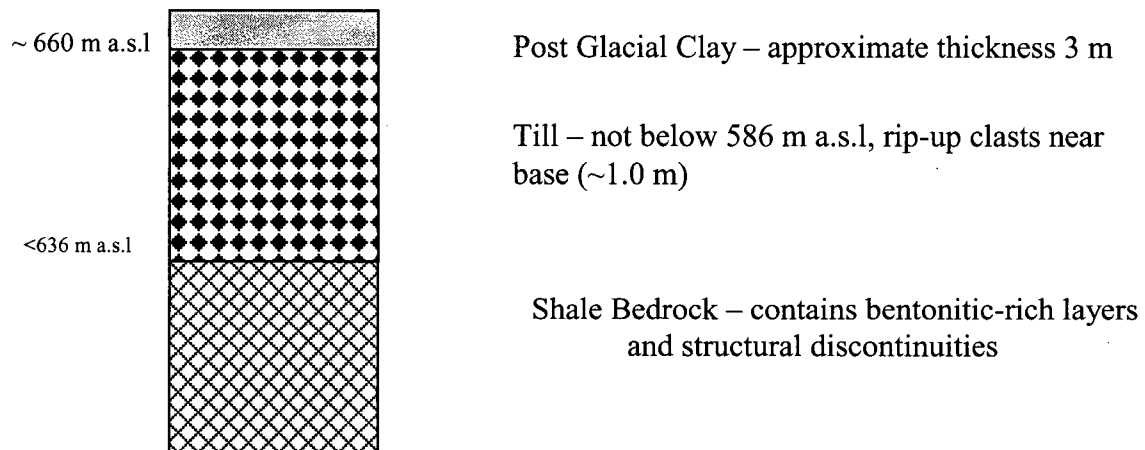 ~ 660 m a.s.l
Post Glacial Clay – approximate thickness 3 m
Till – not below 586 m a.s.l, rip-up clasts near
base (~1.0 m)
<636 m a.s.l
Shale Bedrock – contains bentonitic-rich layers
and structural discontinuities